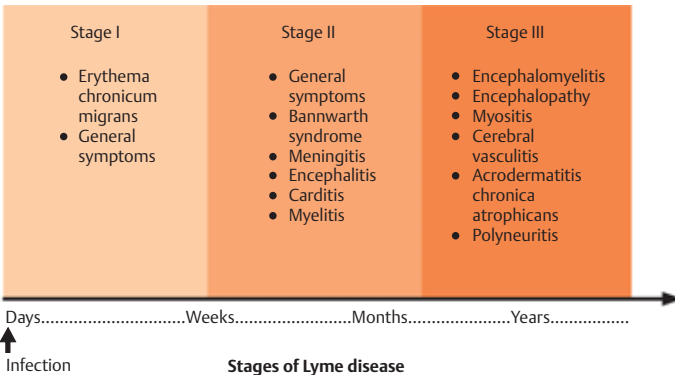 Stage I
• Erythema
chronicum
migrans
• General
symptoms
Stage II
• General
symptoms
• Bannwarth
syndrome
• Meningitis
• Encephalitis
• Carditis
• Myelitis
Stage III
• Encephalomyelitis
• Encephalopathy
• Myositis
• Cerebral
vasculitis
• Acrodermatitis
chronica
atrophicans
• Polyneuritis
Days.............................Weeks.......................Months....................Years................
Infection
Stages of Lyme disease